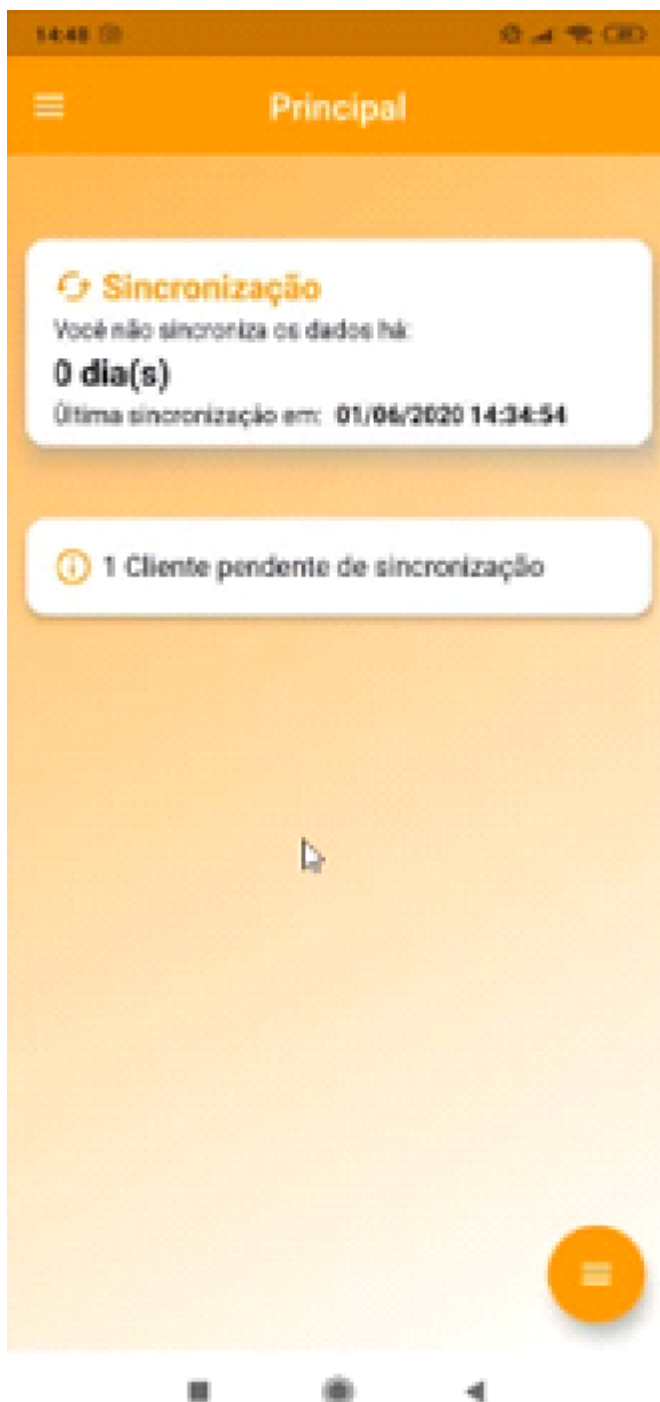 14:48
Principal
Sincronização
Você não sincroniza os dados há:
0 dia(s)
Última sincronização em: 01/06/2020 14:34:54
1 Cliente pendente de sincronização